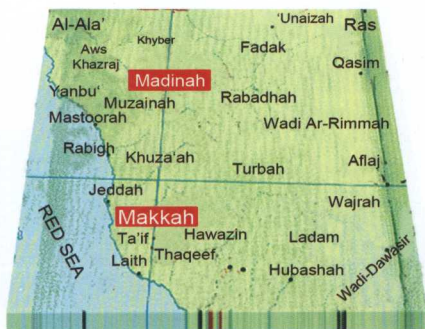 'Unaizah
Al-Ala' Ras
Khyber
Aws Fadak
Khazraj Qasim
Madinah
Yanbu' Rabadhah
Muzainah
Mastoorah Wadi Ar-Rimmah
Rabigh Khuza'ah Aflaj
Turbah
Jeddah Wajrah
RED SEA Makkah
Ta'if Hawazin Ladam
Laith Thaqeef
Hubashah Wadi-Dawasir